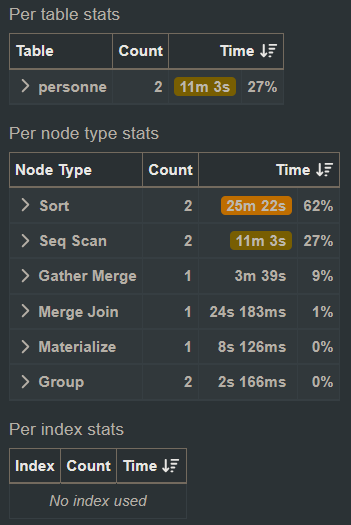 Per table stats
Table Count Time
personne 2 11m 3s 27%
Per node type stats
Node Type Count Time
Sort 2 25m 22s 62%
Seq Scan 2 11m 3s 27%
Gather Merge 1 3m 39s 9%
Merge Join 1 24s 183ms 1%
Materialize 1 8s 126ms 0%
Group 2 2s 166ms 0%
Per index stats
Index Count Time
No index used